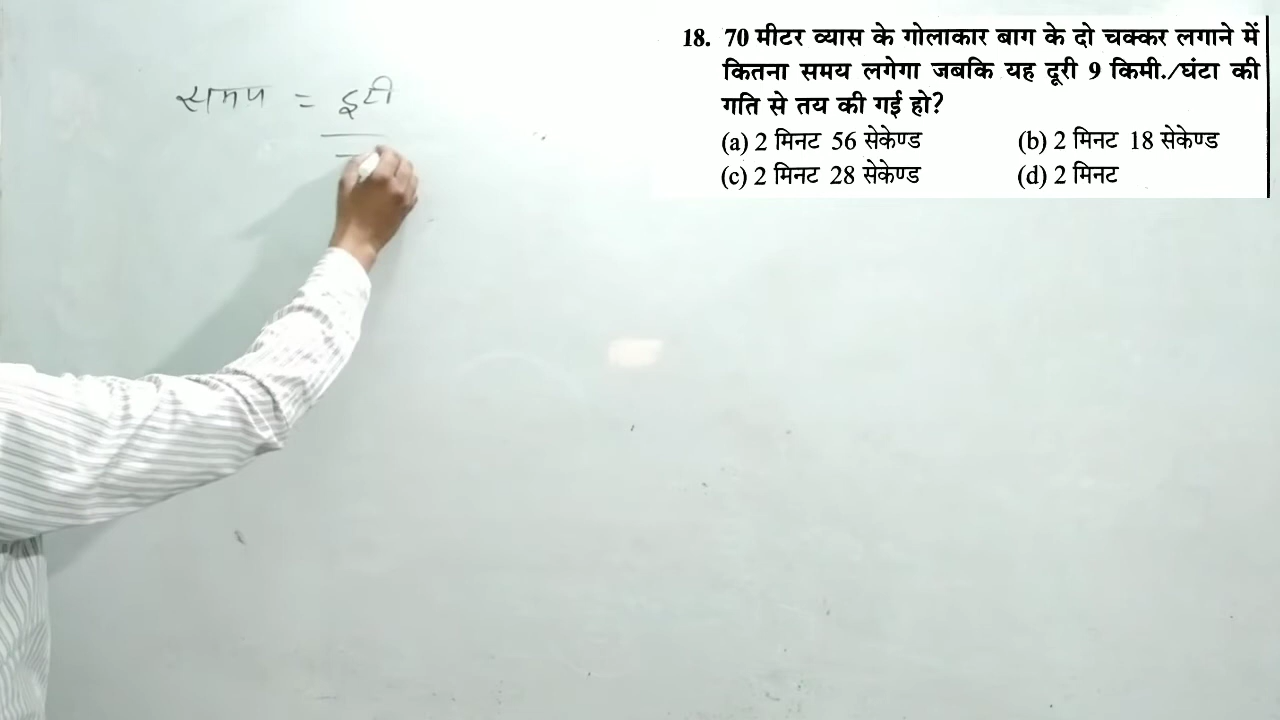 18. 70 मीटर व्यास के गोलाकार बाग के दो चक्कर लगाने में
कितना समय लगेगा जबकि यह दूरी 9 किमी./घंटा की
गति से तय की गई हो?
(a) 2 मिनट 56 सेकेण्ड (b) 2 मिनट 18 सेकेण्ड
(c) 2 मिनट 28 सेकेण्ड (d) 2 मिनट
समय = दूरी